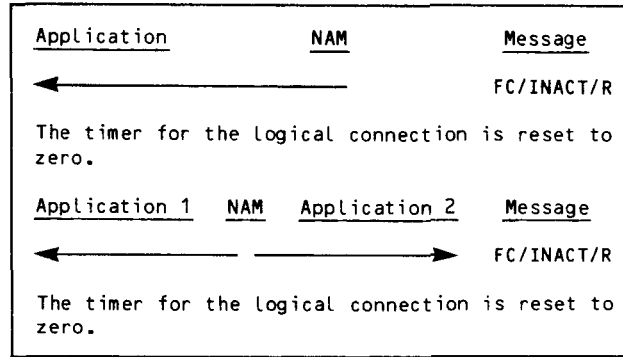 Application NAM Message
FC/INACT/R
The timer for the logical connection is reset to
zero.
Application 1 NAM Application 2 Message
FC/INACT/R
The timer for the logical connection is reset to
zero.